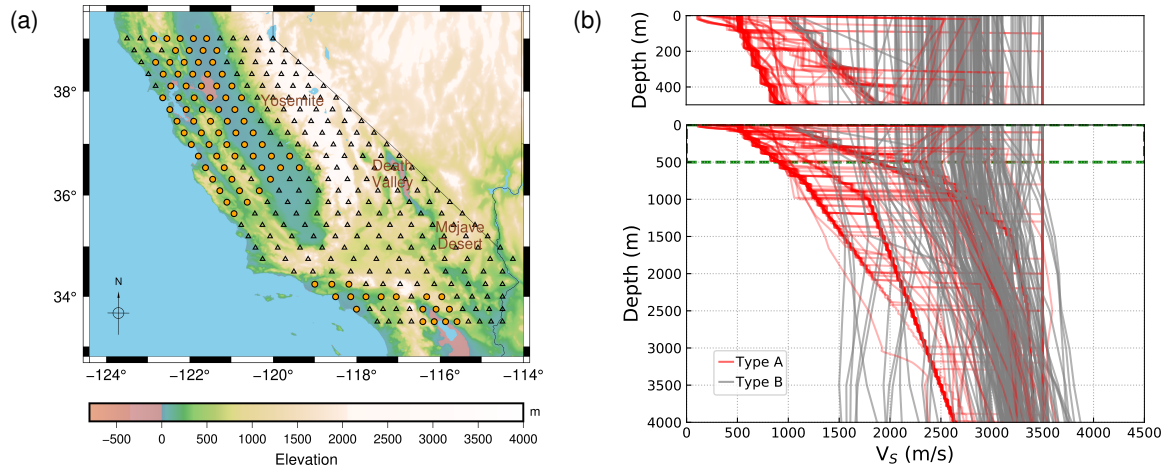 (a)
38°
36°
34°
Yosemite
Death
Valley
Mojave
Desert
N
−124° −122° −120° −118° −116° −114°
m
−500 0 500 1000 1500 2000 2500 3000 3500 4000
Elevation
(b)
Depth (m)
0
200
400
Depth (m)
0
500
1000
1500
2000
2500
3000
3500
4000
Type A
Type B
0 500 1000 1500 2000 2500 3000 3500 4000 4500
V_S (m/s)